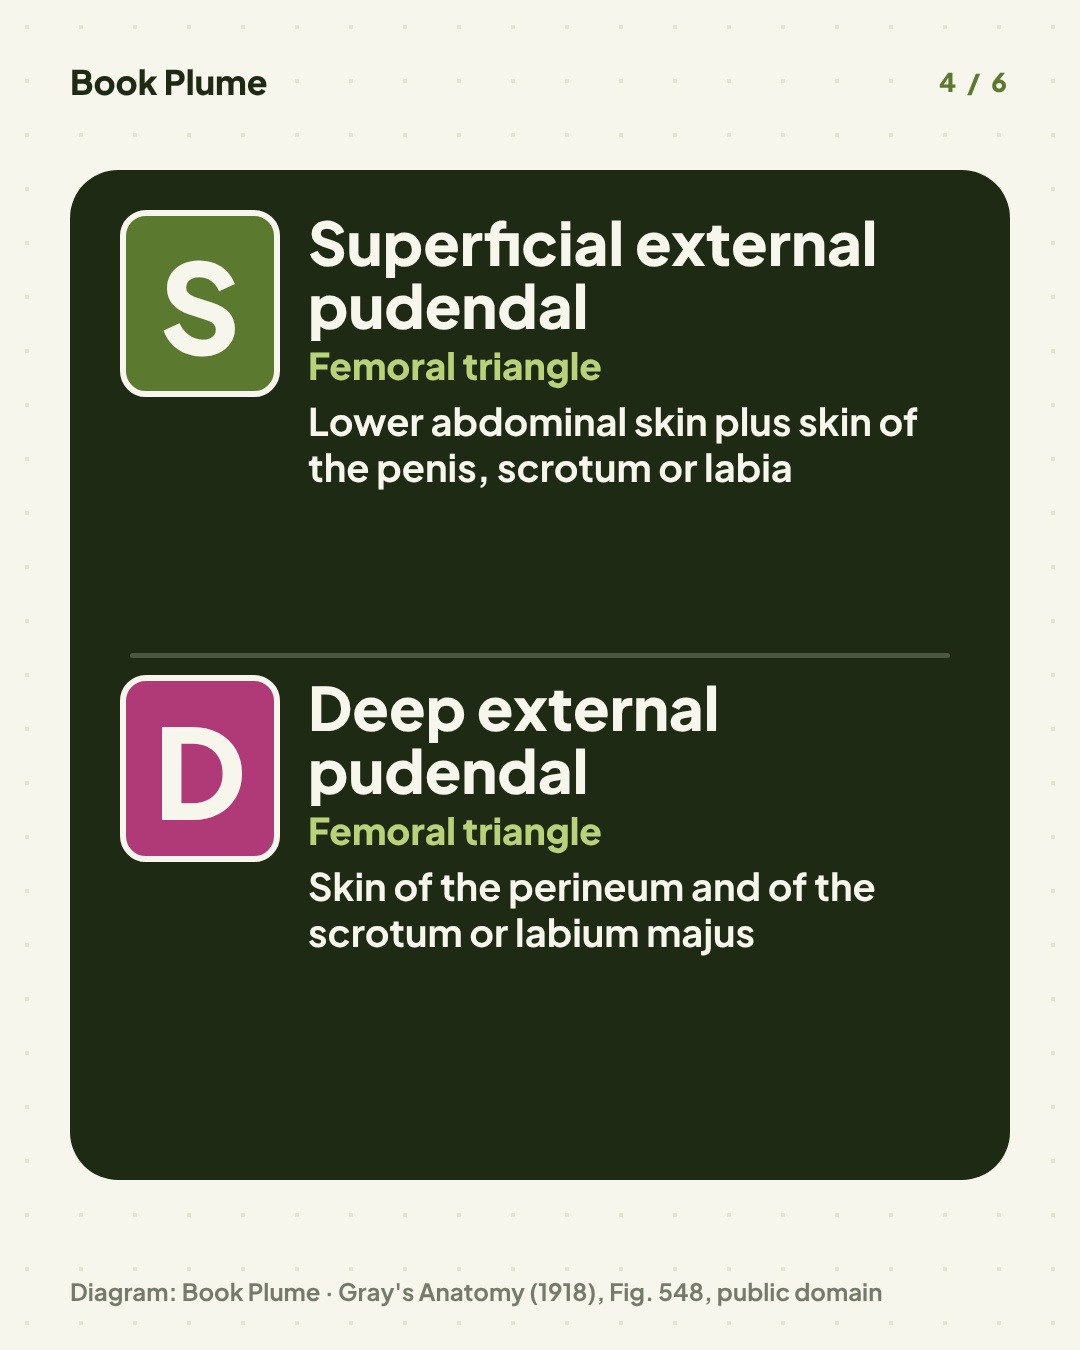 Book Plume
4 / 6
S
Superficial external
pudendal
Femoral triangle
Lower abdominal skin plus skin of
the penis, scrotum or labia
D
Deep external
pudendal
Femoral triangle
Skin of the perineum and of the
scrotum or labium majus
Diagram: Book Plume · Gray's Anatomy (1918), Fig. 548, public domain